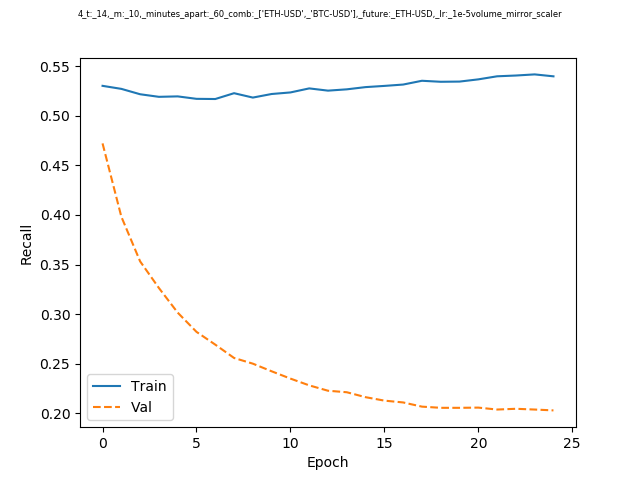 4_t:_14,_m:_10,_minutes_apart:_60_comb:_['ETH-USD',_'BTC-USD'],_future:_ETH-USD,_lr:_1e-5volume_mirror_scaler
0.55
0.50
0.45
0.40
0.35
0.30
0.25
0.20
Recall
Train
Val
0 5 10 15 20 25
Epoch